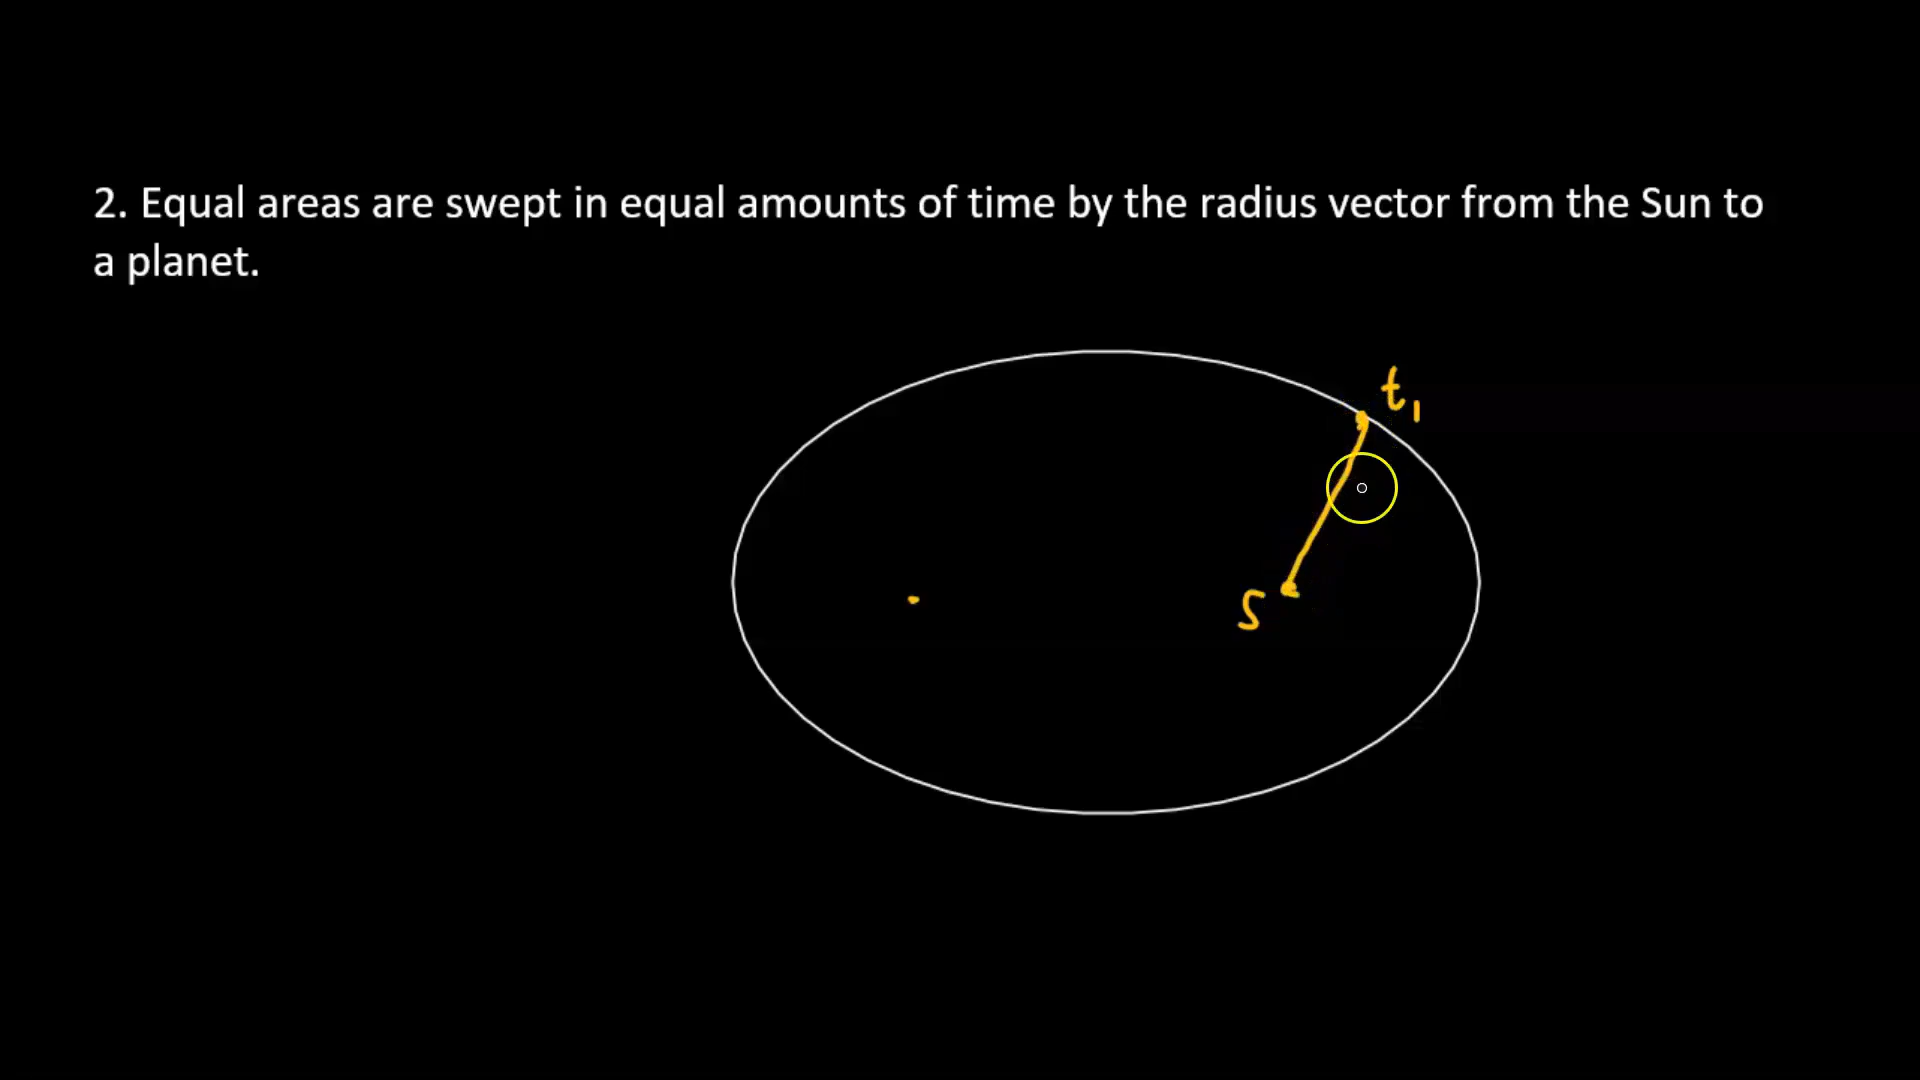 2. Equal areas are swept in equal amounts of time by the radius vector from the Sun to
a planet.
t₁
S